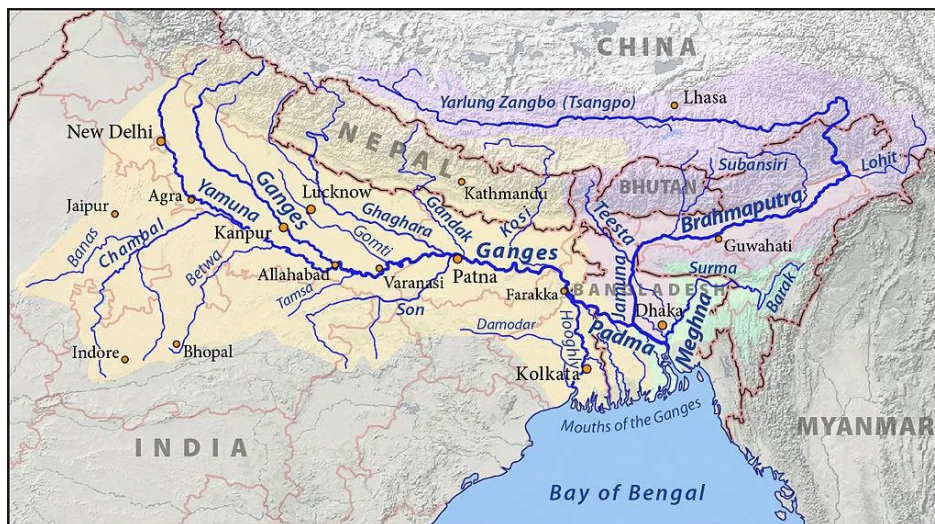 CHINA
Yarlung Zangbo (Tsangpo)
Lhasa
New Delhi
NEPAL
Subansiri
Lohit
BHUTAN
Agra
Yamuna
Ganges
Lucknow
Kathmandu
Jaipur
Ghaghara
Gandak
Kosi
Teesta
Brahmaputra
Banas
Chambal
Kanpur
Gomti
Ganges
Guwahati
Betwa
Allahabad
Varanasi
Patna
Surma
Tamsa
Son
Farakka
BANGLADESH
Jamuna
Barak
Damodar
Hooghly
Padma
Dhaka
Meghna
Indore
Bhopal
Kolkata
Mouths of the Ganges
INDIA
MYANMAR
Bay of Bengal